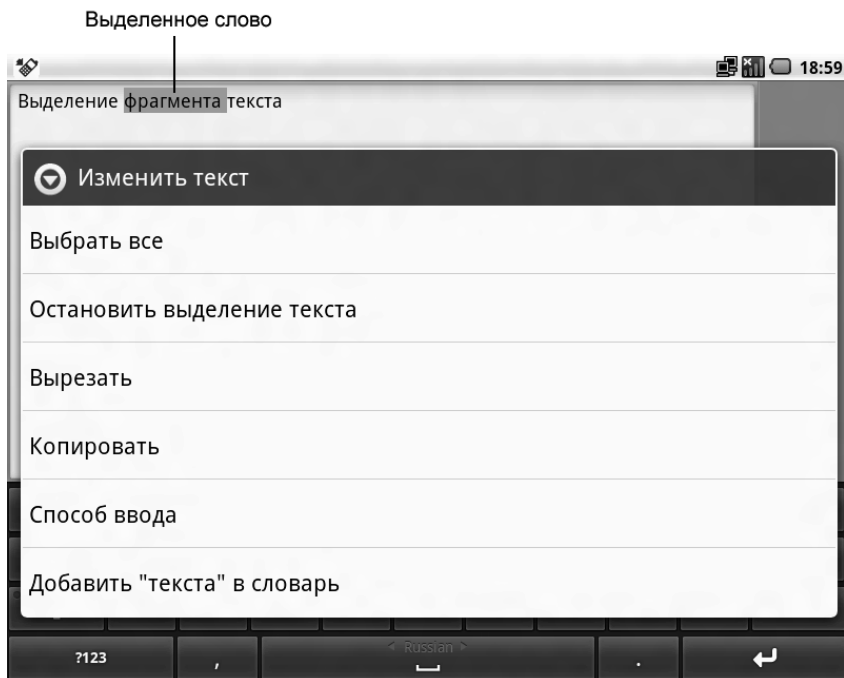 Выделенное слово
18:59
Выделение фрагмента текста
Изменить текст
Выбрать все
Остановить выделение текста
Вырезать
Копировать
Способ ввода
Добавить "текста" в словарь
?123 , < Russian > .